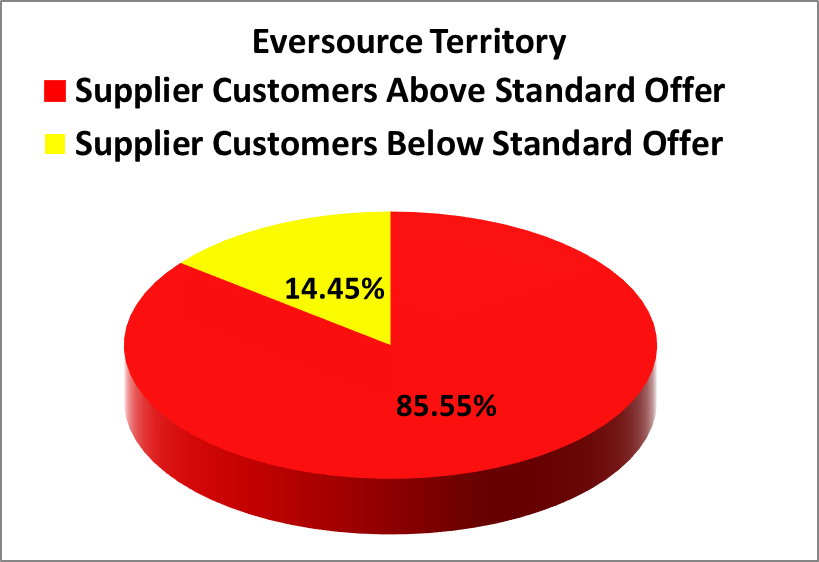 Eversource Territory
Supplier Customers Above Standard Offer
Supplier Customers Below Standard Offer
14.45%
85.55%